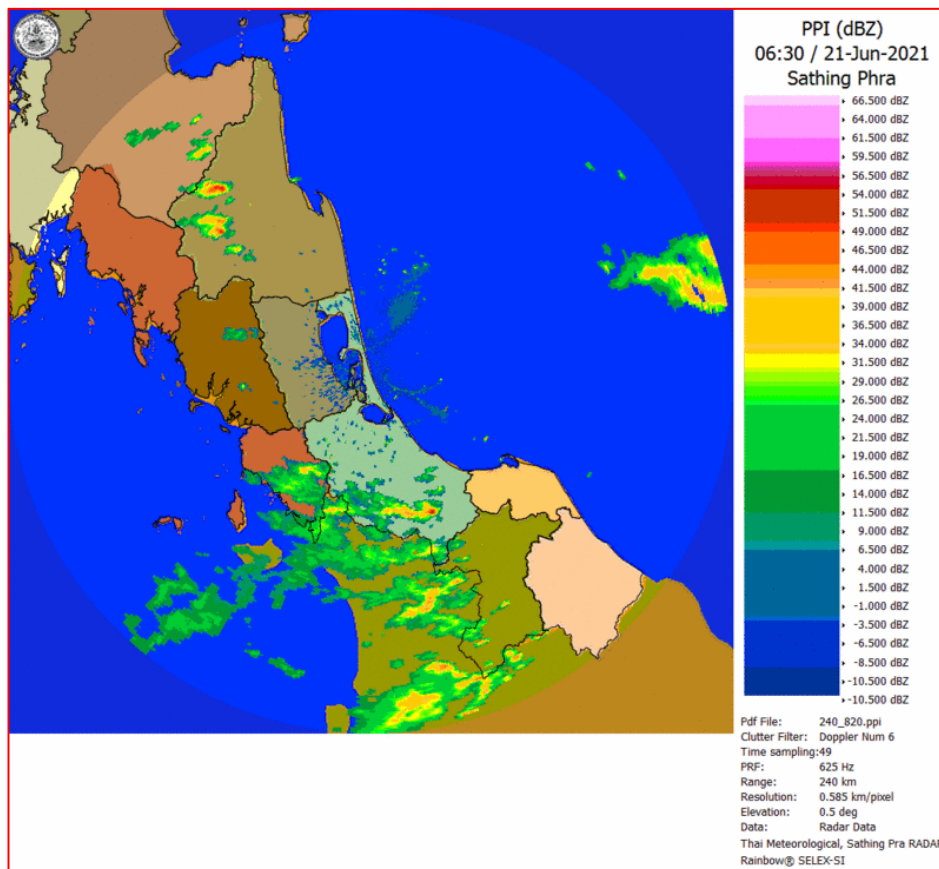 PPI (dBZ)
06:30 / 21-Jun-2021
Sathing Phra
66.500 dBZ
64.000 dBZ
61.500 dBZ
59.500 dBZ
56.500 dBZ
54.000 dBZ
51.500 dBZ
49.000 dBZ
46.500 dBZ
44.000 dBZ
41.500 dBZ
39.000 dBZ
36.500 dBZ
34.000 dBZ
31.500 dBZ
29.000 dBZ
26.500 dBZ
24.000 dBZ
21.500 dBZ
19.000 dBZ
16.500 dBZ
14.000 dBZ
11.500 dBZ
9.000 dBZ
6.500 dBZ
4.000 dBZ
1.500 dBZ
-1.000 dBZ
-3.500 dBZ
-6.500 dBZ
-8.500 dBZ
-10.500 dBZ
-10.500 dBZ
Pdf File: 240_820.ppi
Clutter Filter: Doppler Num 6
Time sampling:49
PRF: 625 Hz
Range: 240 km
Resolution: 0.585 km/pixel
Elevation: 0.5 deg
Data: Radar Data
Thai Meteorological, Sathing Pra RADAR
Rainbow® SELEX-SI